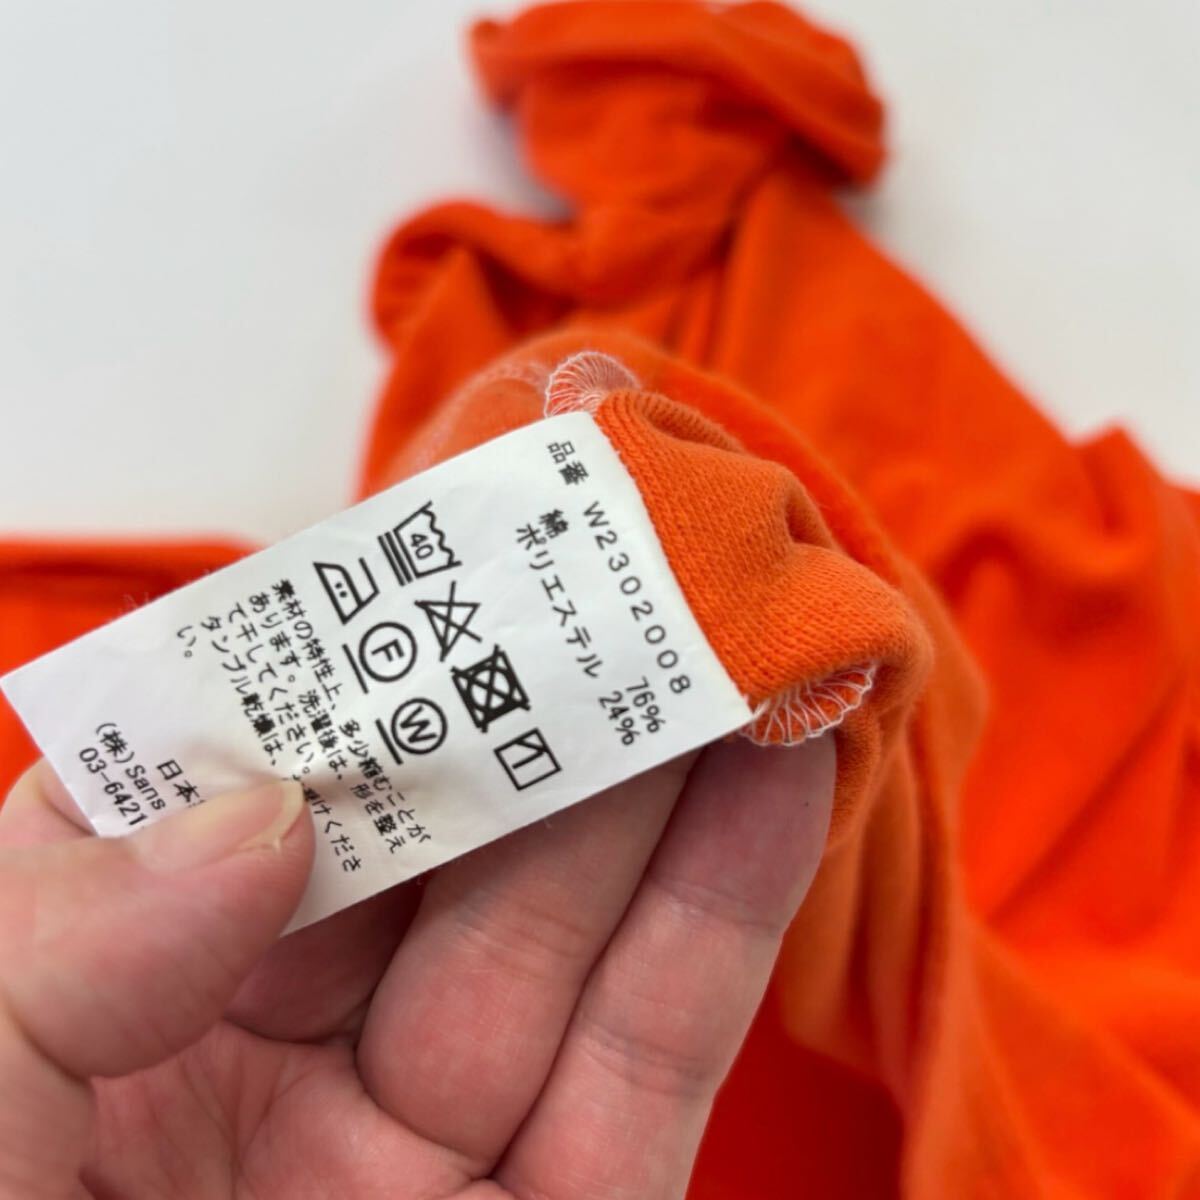 品番 W2302008
綿 76%
ポリエステル 24%
40
F
W
素材の特性上、多少縮むことが
あります。洗濯後は、形を整え
て干してください。
タンブル乾燥は、お避けくださ
い。
日本
(株)Sans
03-6421